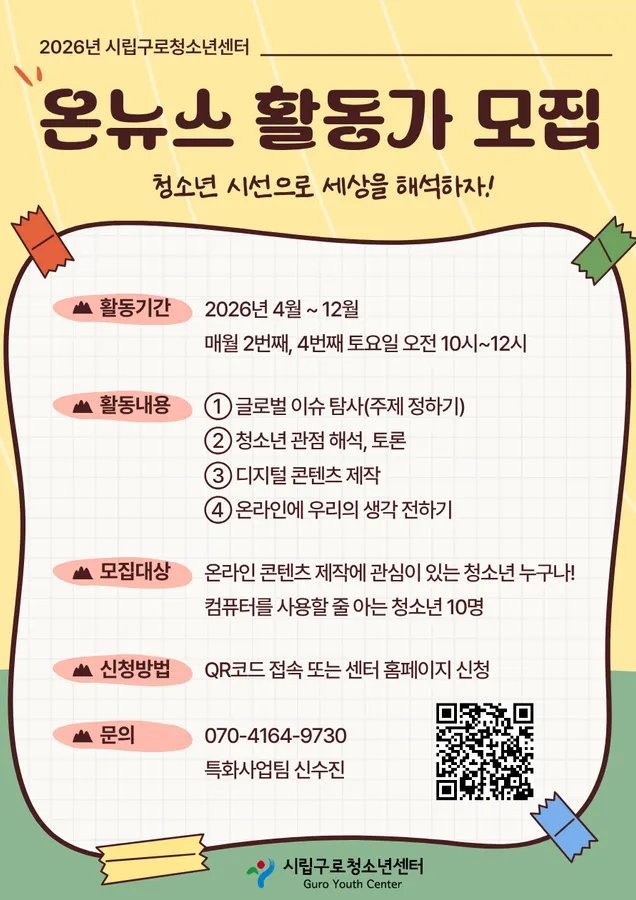 2026년 시립구로청소년센터
온뉴스 활동가 모집
청소년 시선으로 세상을 해석하자!
활동기간 2026년 4월 ~ 12월
매월 2번째, 4번째 토요일 오전 10시~12시
활동내용 ① 글로벌 이슈 탐사(주제 정하기)
② 청소년 관점 해석, 토론
③ 디지털 콘텐츠 제작
④ 온라인에 우리의 생각 전하기
모집대상 온라인 콘텐츠 제작에 관심이 있는 청소년 누구나!
컴퓨터를 사용할 줄 아는 청소년 10명
신청방법 QR코드 접속 또는 센터 홈페이지 신청
문의 070-4164-9730
특화사업팀 신수진
시립구로청소년센터
Guro Youth Center